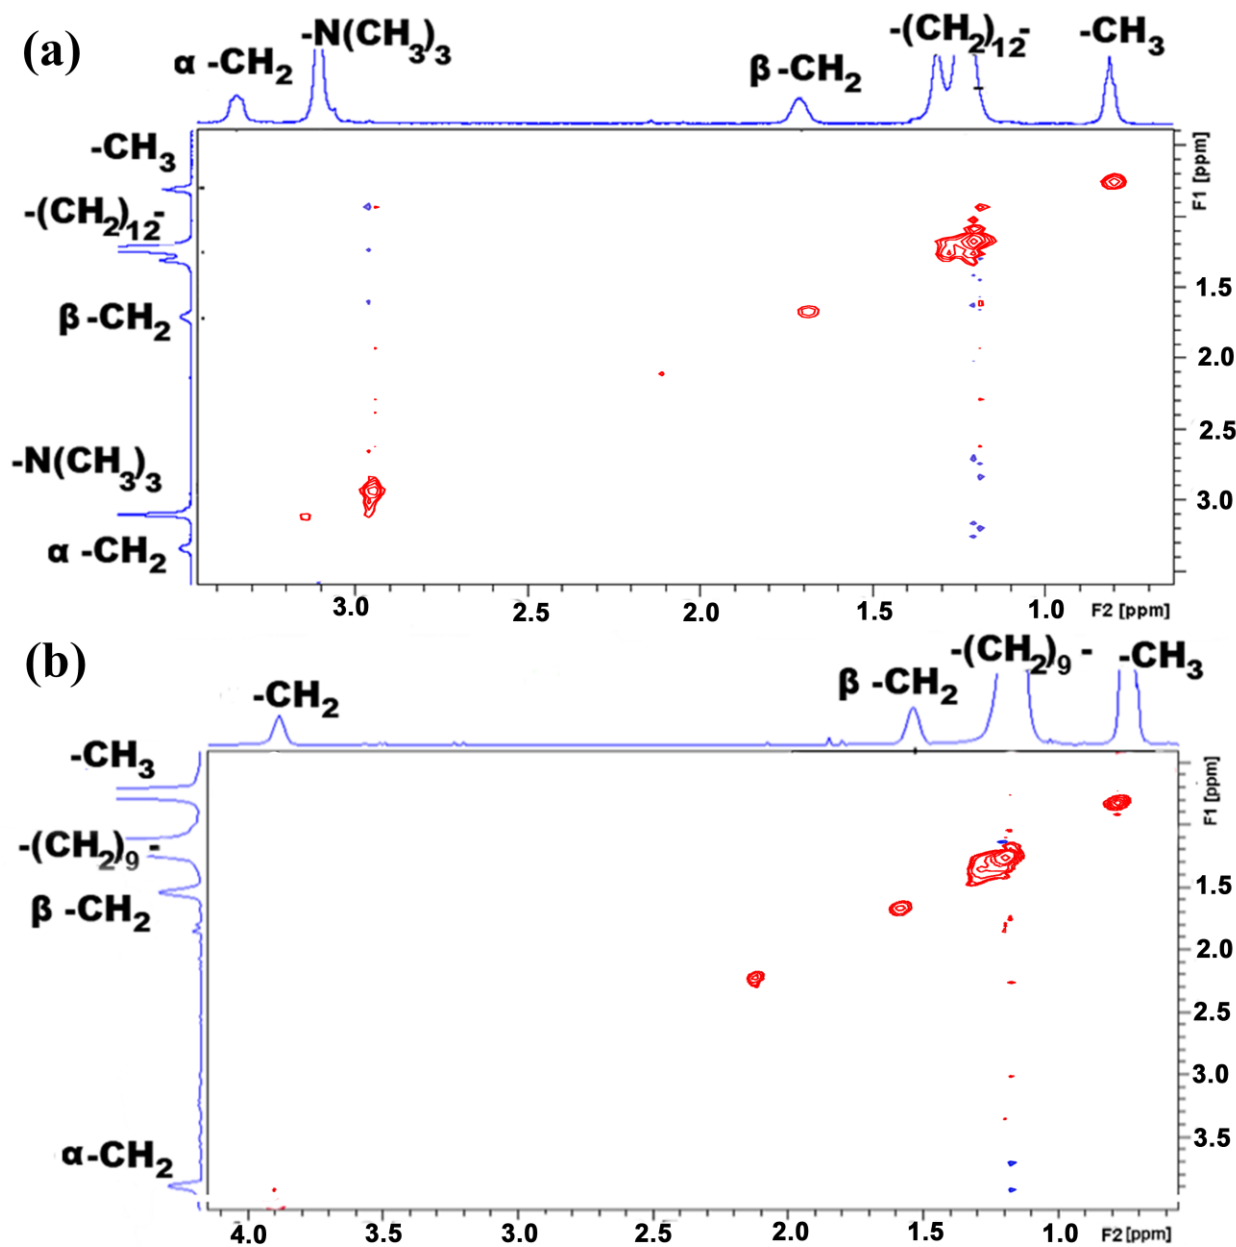 (a)
α -CH2
-N(CH3)3
β -CH2
-(CH2)12-
-CH3
-CH3
-(CH2)12-
β -CH2
-N(CH3)3
α -CH2
F1 [ppm]
1.5
2.0
2.5
3.0
3.0
2.5
2.0
1.5
1.0
F2 [ppm]
(b)
-CH2
β -CH2
-(CH2)9 -
-CH3
-CH3
-(CH2)9 -
β -CH2
α-CH2
F1 [ppm]
1.5
2.0
2.5
3.0
3.5
4.0
3.5
3.0
2.5
2.0
1.5
1.0
F2 [ppm]